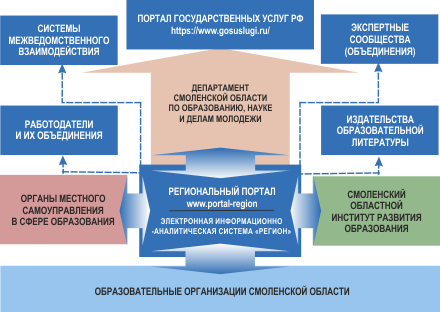 СИСТЕМЫ
МЕЖВЕДОМСТВЕННОГО
ВЗАИМОДЕЙСТВИЯ
ПОРТАЛ ГОСУДАРСТВЕННЫХ УСЛУГ РФ
https://www.gosuslugi.ru/
ЭКСПЕРТНЫЕ
СООБЩЕСТВА
(ОБЪЕДИНЕНИЯ)
ДЕПАРТАМЕНТ
СМОЛЕНСКОЙ ОБЛАСТИ
ПО ОБРАЗОВАНИЮ, НАУКЕ
И ДЕЛАМ МОЛОДЕЖИ
РАБОТОДАТЕЛИ
И ИХ ОБЪЕДИНЕНИЯ
ИЗДАТЕЛЬСТВА
ОБРАЗОВАТЕЛЬНОЙ
ЛИТЕРАТУРЫ
ОРГАНЫ МЕСТНОГО
САМОУПРАВЛЕНИЯ
В СФЕРЕ ОБРАЗОВАНИЯ
РЕГИОНАЛЬНЫЙ ПОРТАЛ
www.portal-region
ЭЛЕКТРОННАЯ ИНФОРМАЦИОННО
-АНАЛИТИЧЕСКАЯ СИСТЕМА «РЕГИОН»
СМОЛЕНСКИЙ
ОБЛАСТНОЙ
ИНСТИТУТ РАЗВИТИЯ
ОБРАЗОВАНИЯ
ОБРАЗОВАТЕЛЬНЫЕ ОРГАНИЗАЦИИ СМОЛЕНСКОЙ ОБЛАСТИ